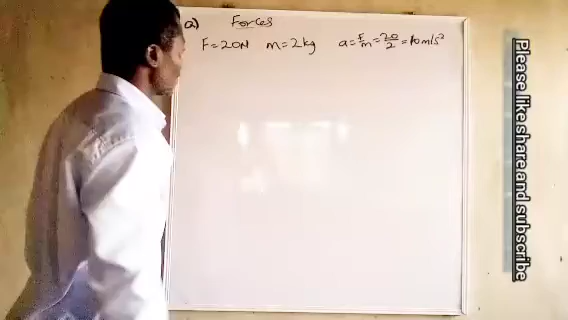 a) Forces
F = 20N m = 2kg a = F/m = 20/2 = 10m/s²
Please like share and subscribe